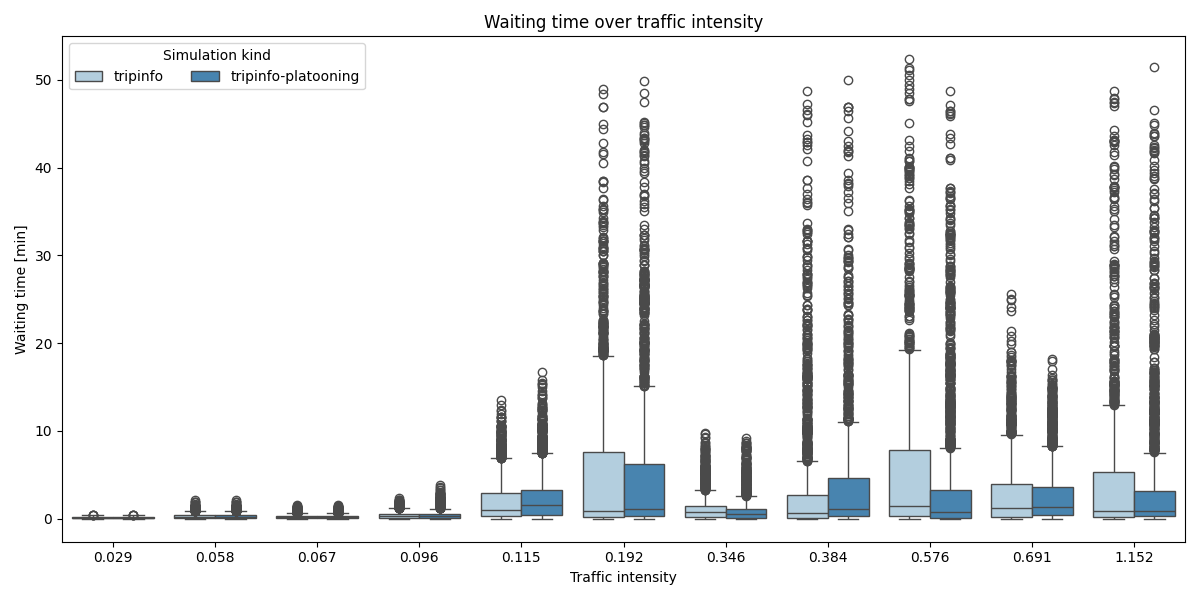 Waiting time over traffic intensity
Simulation kind
tripinfo tripinfo-platooning
Waiting time [min]
50
40
30
20
10
0
0.029 0.058 0.067 0.096 0.115 0.192 0.346 0.384 0.576 0.691 1.152
Traffic intensity